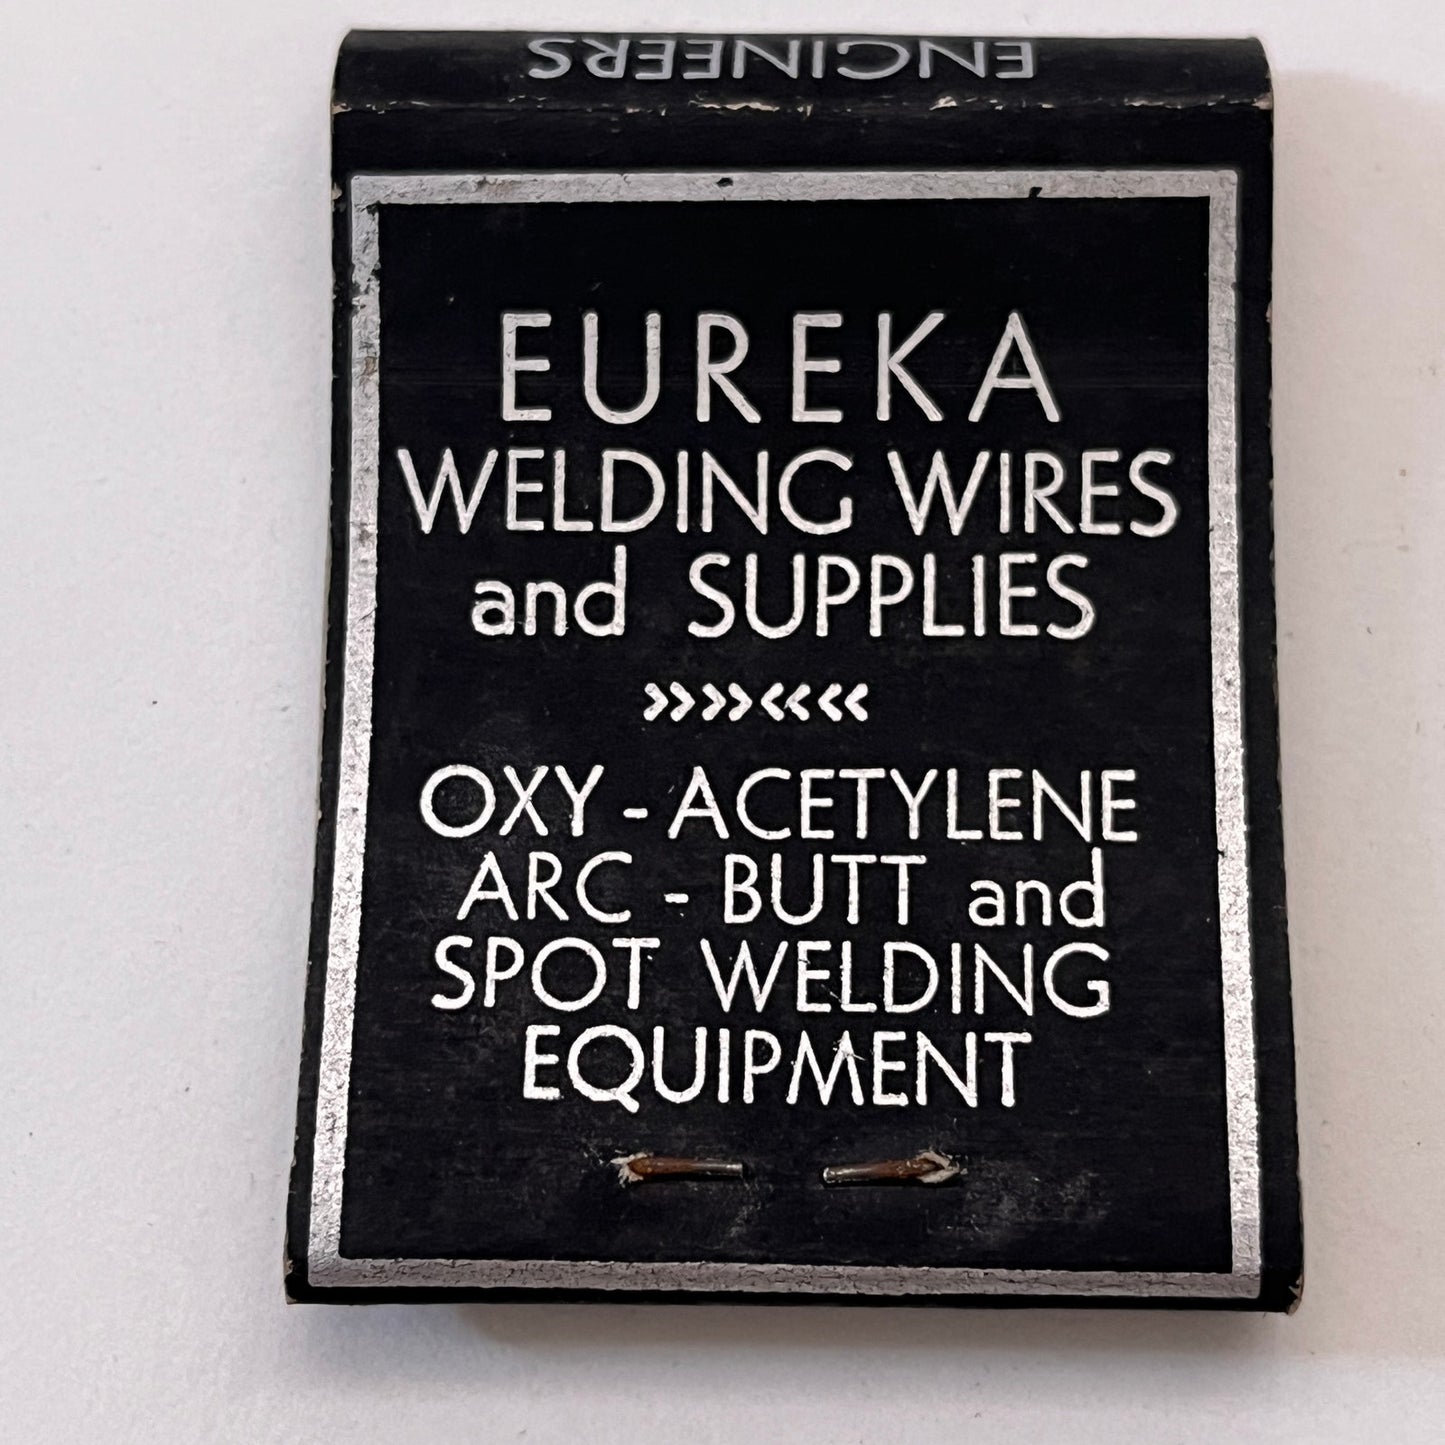 ENGINEERS
EUREKA
WELDING WIRES
and SUPPLIES
»»««
OXY - ACETYLENE
ARC - BUTT and
SPOT WELDING
EQUIPMENT